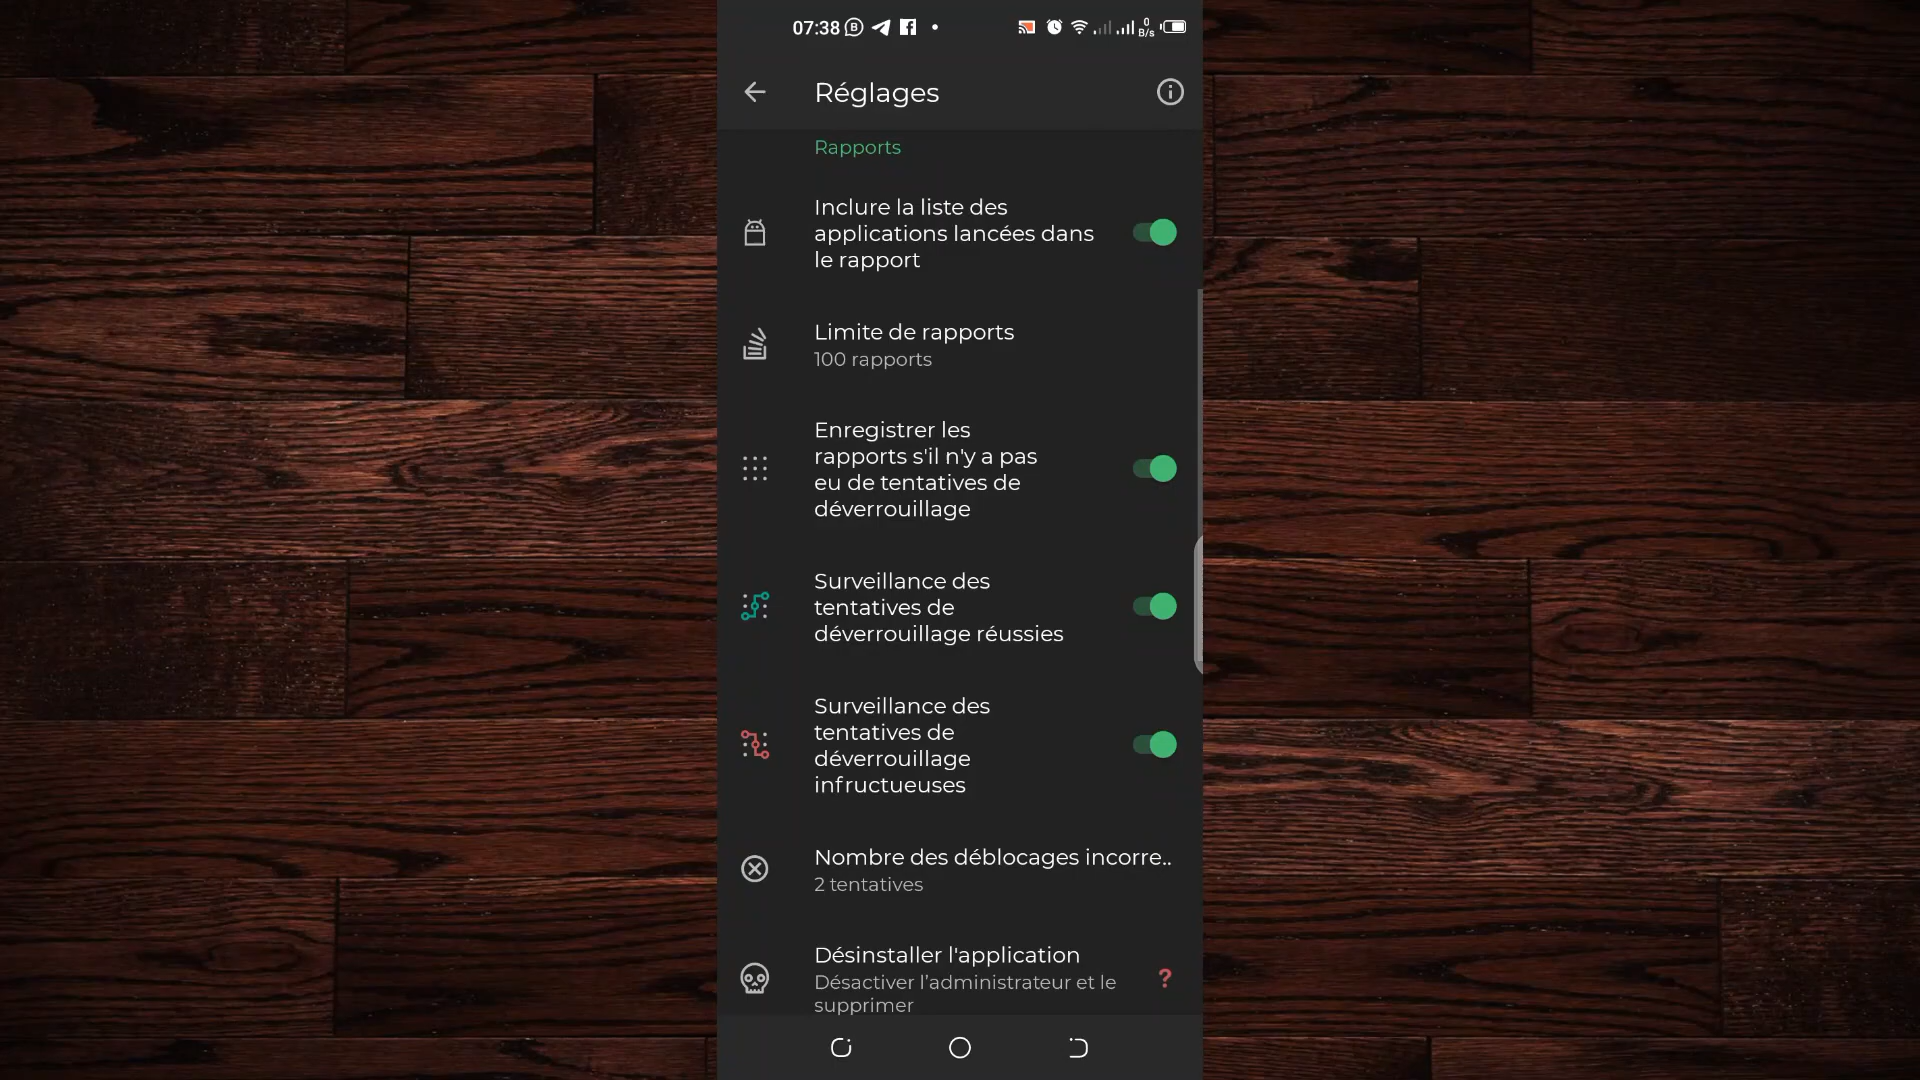 07:38
0
B/s
Réglages
Rapports
Inclure la liste des
applications lancées dans
le rapport
Limite de rapports
100 rapports
Enregistrer les
rapports s'il n'y a pas
eu de tentatives de
déverrouillage
Surveillance des
tentatives de
déverrouillage réussies
Surveillance des
tentatives de
déverrouillage
infructueuses
Nombre des déblocages incorre..
2 tentatives
Désinstaller l'application
Désactiver l'administrateur et le
supprimer
?